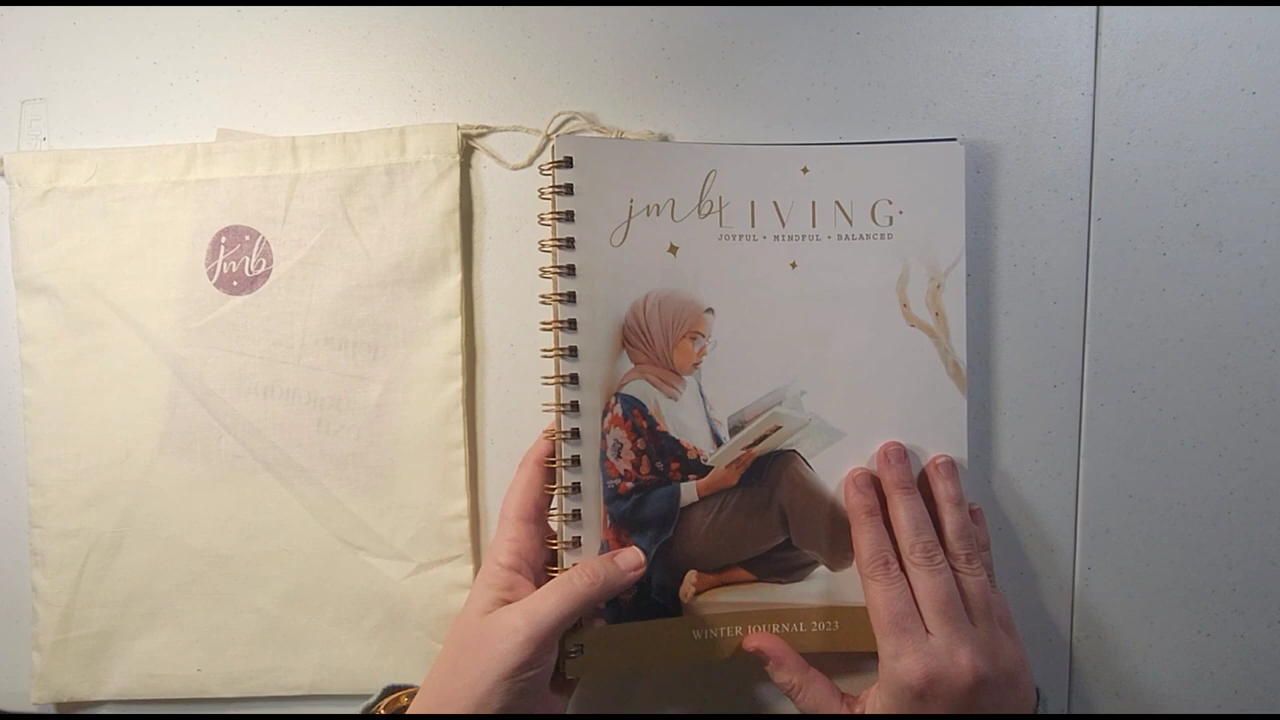 jmb
jmb LIVING
JOYFUL + MINDFUL + BALANCED
WINTER JOURNAL 2023